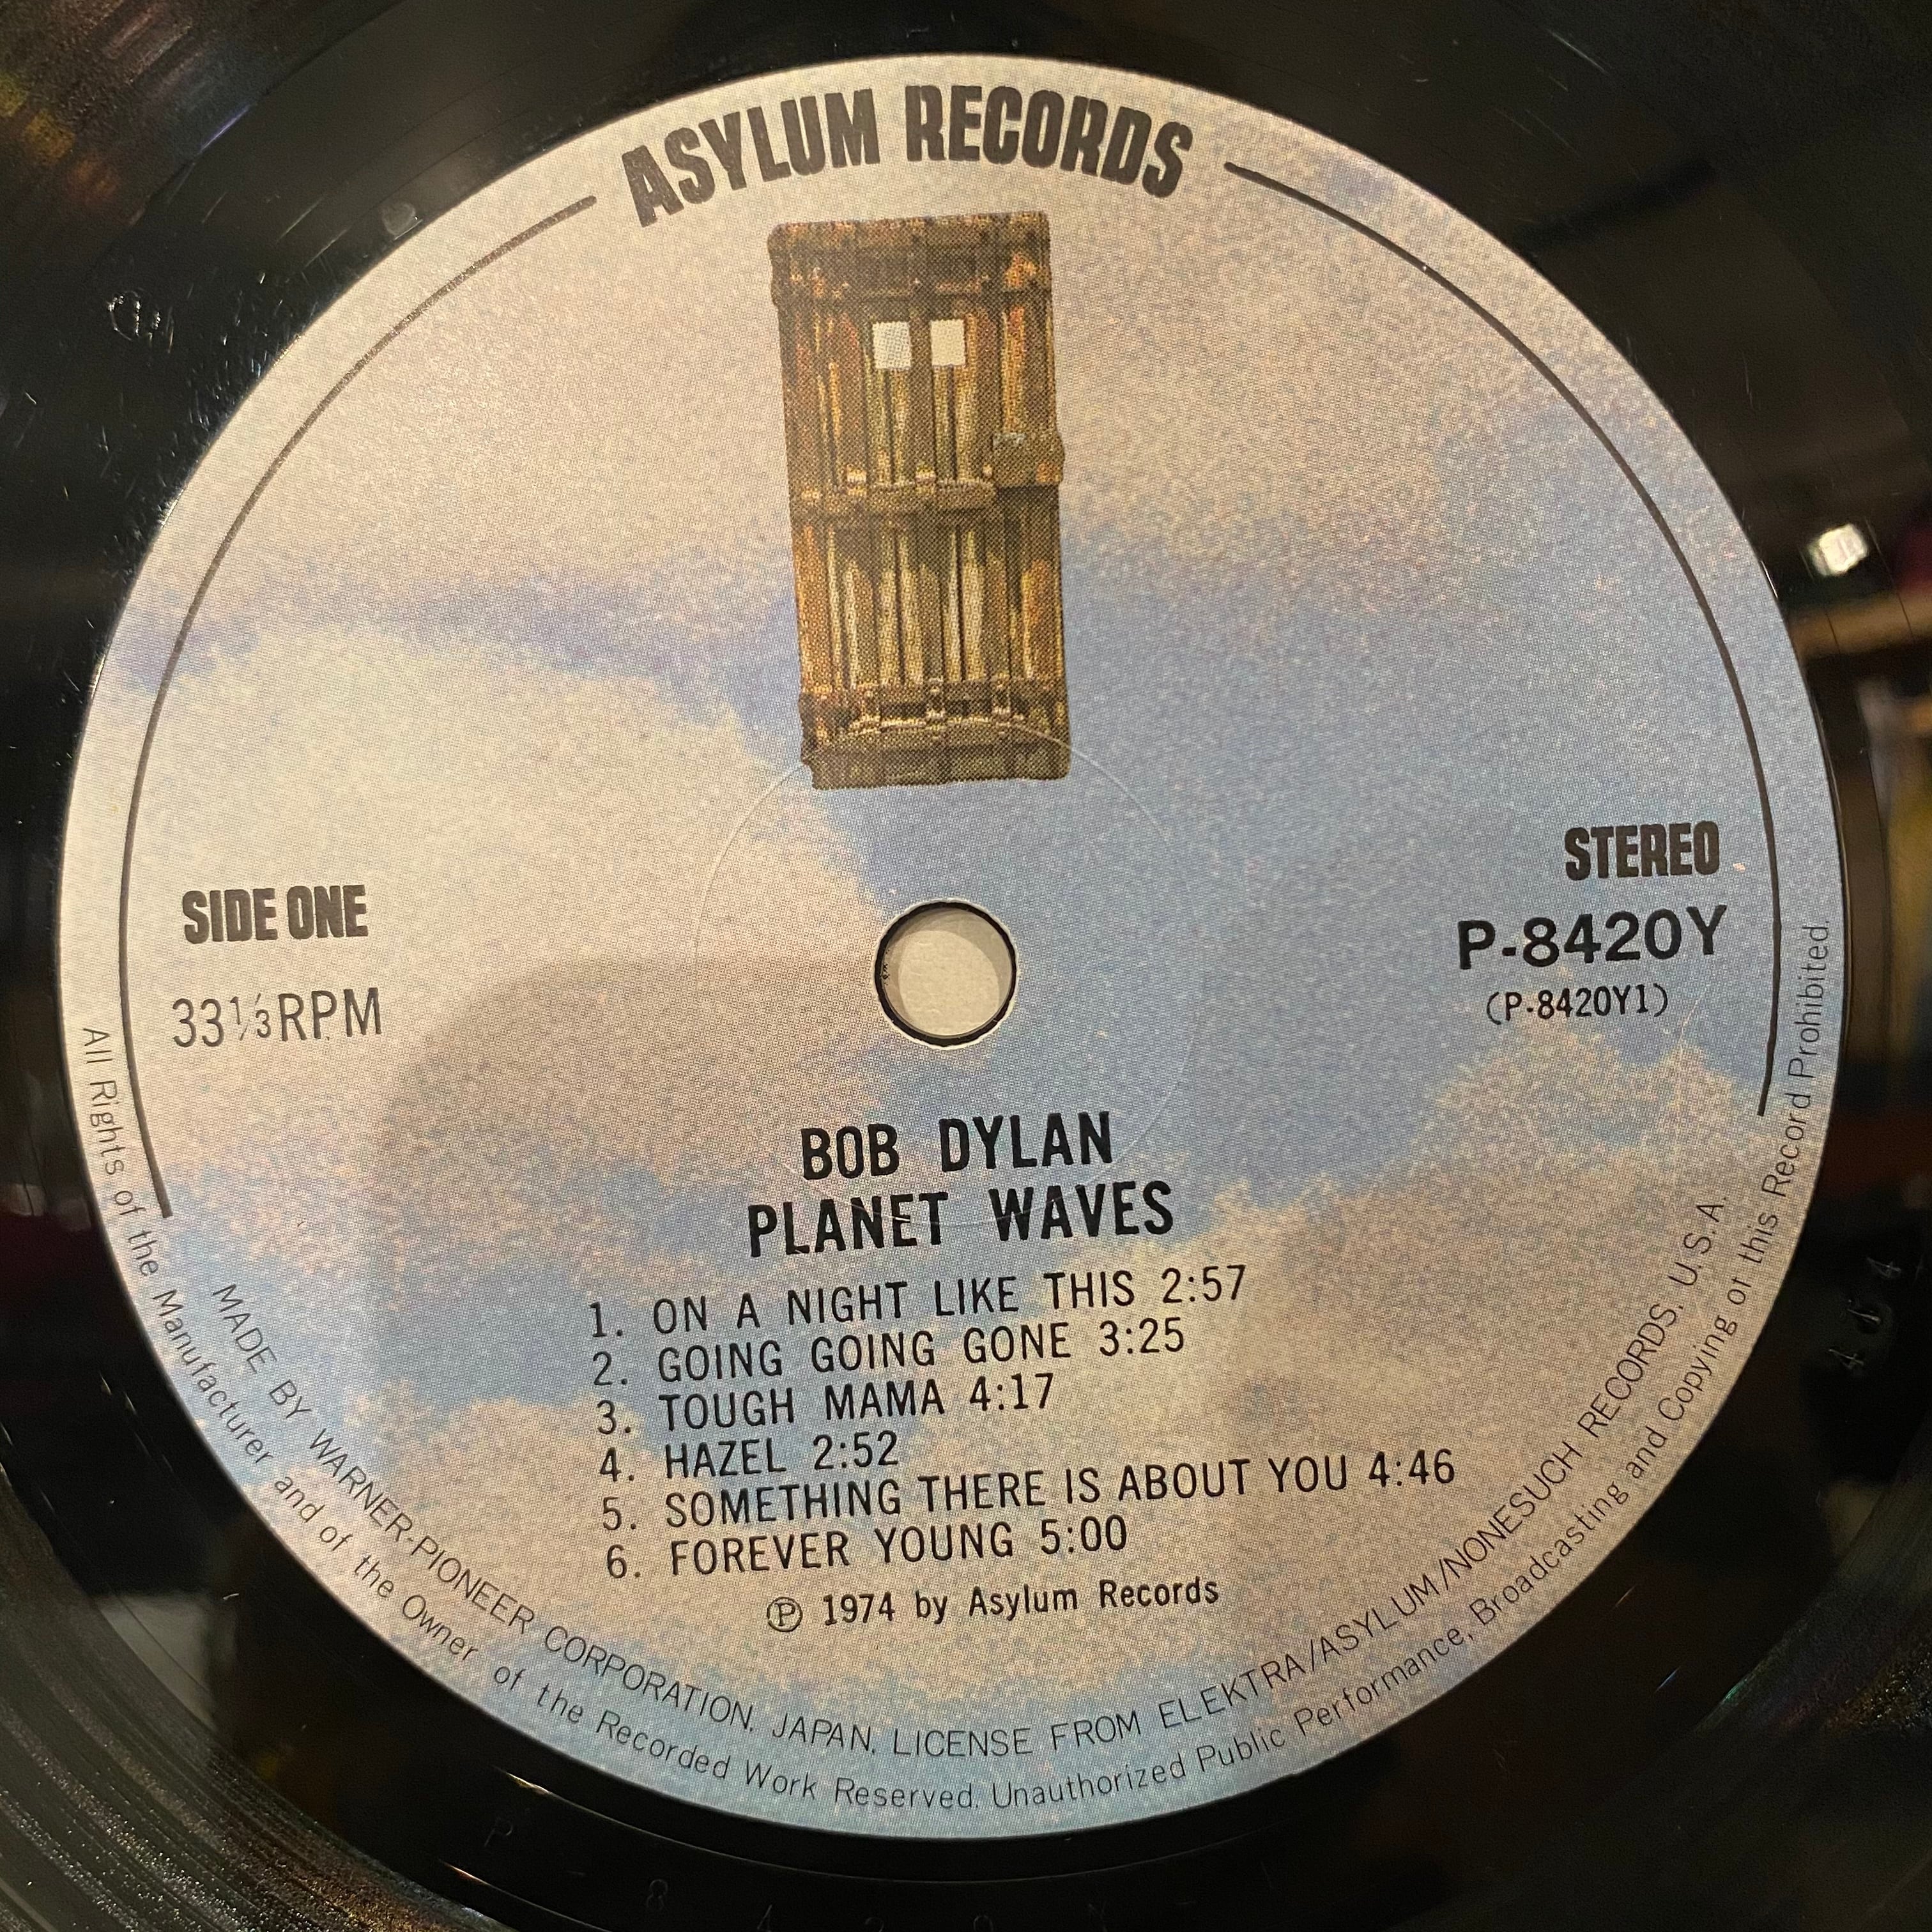 ASYLUM RECORDS
SIDE ONE
33⅓RPM
STEREO
P-8420Y
(P-8420Y1)
BOB DYLAN
PLANET WAVES
1. ON A NIGHT LIKE THIS 2:57
2. GOING GOING GONE 3:25
3. TOUGH MAMA 4:17
4. HAZEL 2:52
5. SOMETHING THERE IS ABOUT YOU 4:46
6. FOREVER YOUNG 5:00
Ⓟ 1974 by Asylum Records
MADE BY WARNER-PIONEER CORPORATION, JAPAN, LICENSE FROM ELEKTRA/ASYLUM/NONESUCH RECORDS, U.S.A.
All Rights of the Manufacturer and of the Owner of the Recorded Work Reserved. Unauthorized Public Performance, Broadcasting and Copying of this Record Prohibited.